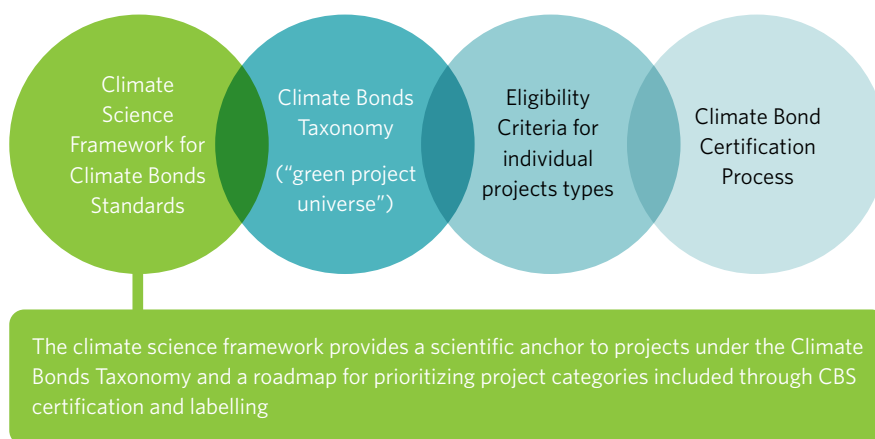 Climate
Science
Framework for
Climate Bonds
Standards
Climate Bonds
Taxonomy
(“green project
universe”)
Eligibility
Criteria for
individual
projects types
Climate Bond
Certification
Process
The climate science framework provides a scientific anchor to projects under the Climate
Bonds Taxonomy and a roadmap for prioritizing project categories included through CBS
certification and labelling